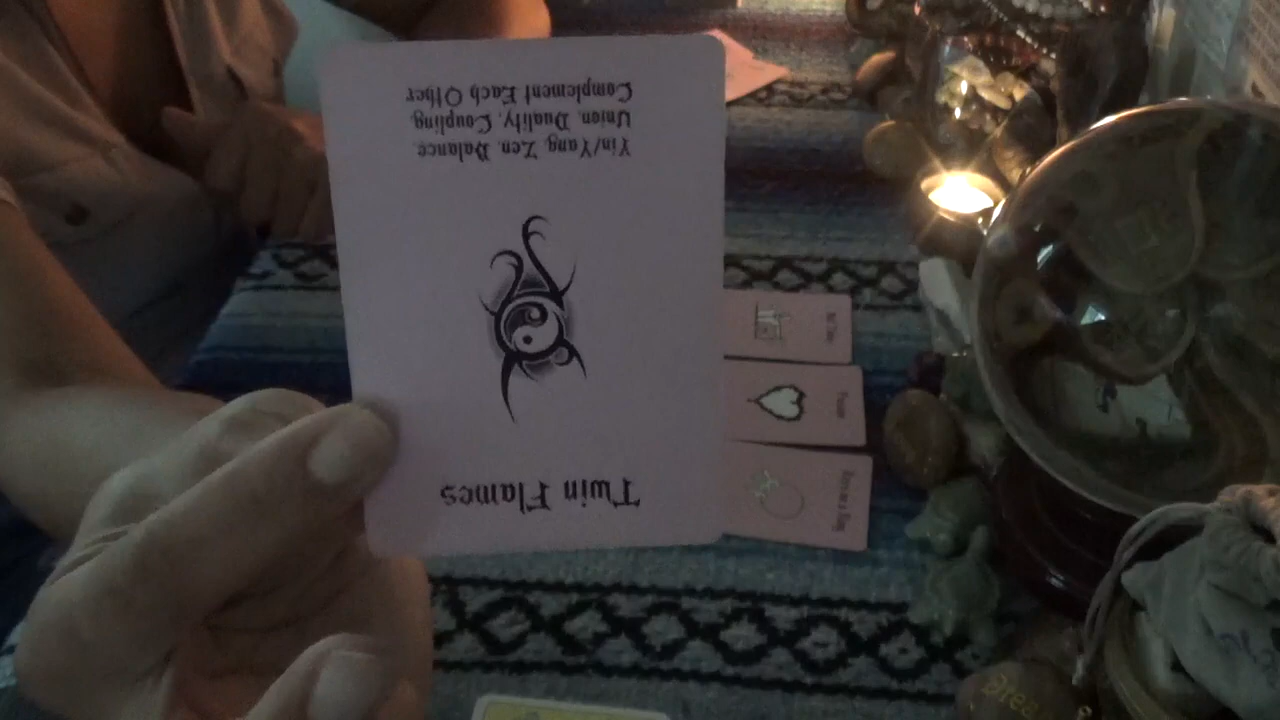 Twin Flames
Yin/Yang, Zen, Balance,
Union, Duality, Coupling,
Complement Each Other